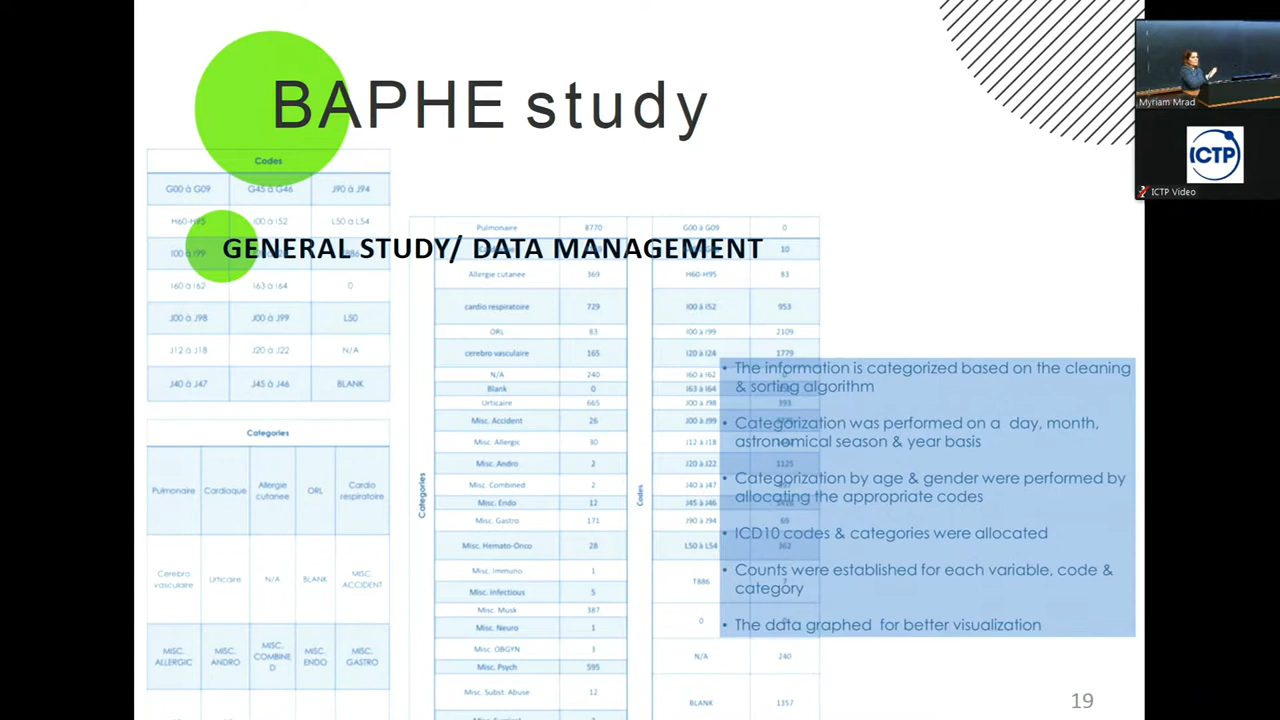 BAPHE study
Codes
G00 à G09 G45 à G46 J90 à J94
H60-H95 I00 à I52 L50 à L54
I00 à I99
I60 à I62 I63 à I64 0
J00 à J98 J00 à J99 L50
J12 à J18 J20 à J22 N/A
J40 à J47 J45 à J46 BLANK
GENERAL STUDY/ DATA MANAGEMENT
Categories
Pulmonaire Cardiaque Allergie cutanee ORL Cardio respiratoire
Cerebro vasculaire Urticaire N/A BLANK MISC ACCIDENT
MISC. ALLERGIC MISC. ANDRO MISC. COMBINE D MISC. ENDO MISC. GASTRO
Categories
Pulmonaire 8770
Allergie cutanee 369
cardio respiratoire 729
ORL 83
cerebro vasculaire 165
N/A 240
Blank 0
Urticaire 665
Misc. Accident 26
Misc. Allergic 30
Misc. Andro 2
Misc. Combined 2
Misc. Endo 12
Misc. Gastro 171
Misc. Hemato-Onco 28
Misc. Immuno 1
Misc. Infectious 5
Misc. Musk 387
Misc. Neuro 1
Misc. OBGYN 3
Misc. Psych 595
Misc. Subst. Abuse 12
Codes
G00 à G09 0
10
H60-H95 83
I00 à I52 953
I00 à I99 2109
I20 à I24 1779
I60 à I62
I63 à I64
J00 à J98 393
J00 à J99
J12 à J18
J20 à J22 1125
J40 à J47
J45 à J46
J90 à J94 69
L50 à L54 362
T886 7
0
N/A 240
BLANK 1357
• The information is categorized based on the cleaning
& sorting algorithm
• Categorization was performed on a day, month,
astronomical season & year basis
• Categorization by age & gender were performed by
allocating the appropriate codes
• ICD10 codes & categories were allocated
• Counts were established for each variable, code &
category
• The data graphed for better visualization
19
Myriam Mrad
ICTP
ICTP Video